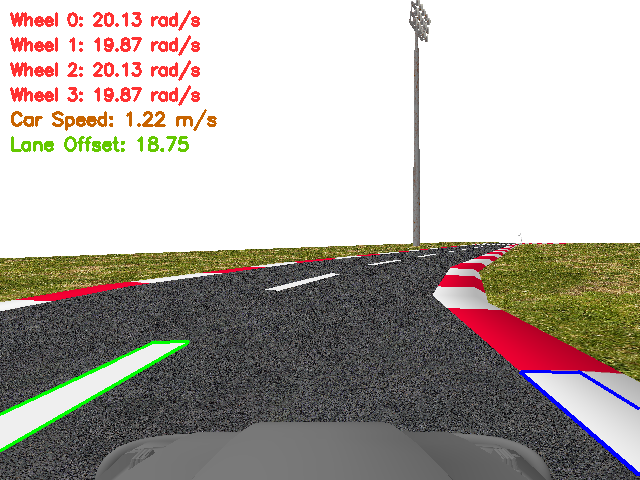 Wheel 0: 20.13 rad/s
Wheel 1: 19.87 rad/s
Wheel 2: 20.13 rad/s
Wheel 3: 19.87 rad/s
Car Speed: 1.22 m/s
Lane Offset: 18.75